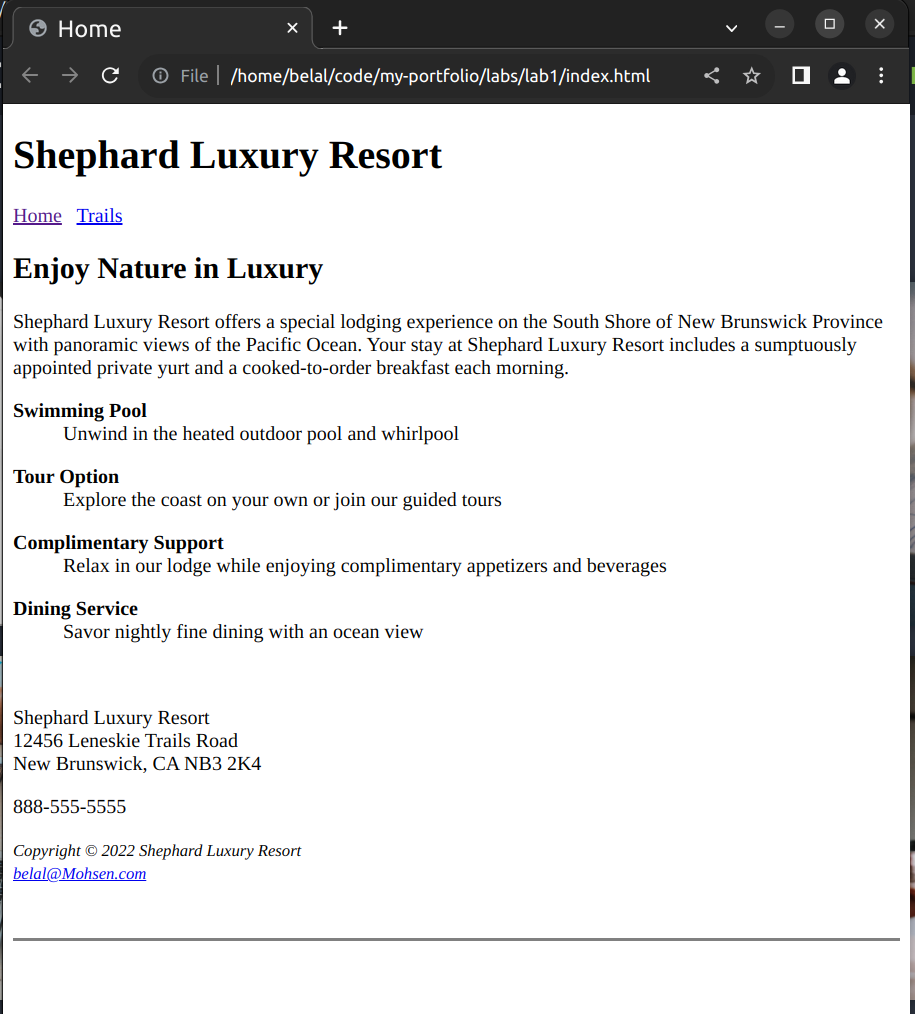 Home
File | /home/belal/code/my-portfolio/labs/lab1/index.html
Shephard Luxury Resort
Home Trails
Enjoy Nature in Luxury
Shephard Luxury Resort offers a special lodging experience on the South Shore of New Brunswick Province
with panoramic views of the Pacific Ocean. Your stay at Shephard Luxury Resort includes a sumptuously
appointed private yurt and a cooked-to-order breakfast each morning.
Swimming Pool
Unwind in the heated outdoor pool and whirlpool
Tour Option
Explore the coast on your own or join our guided tours
Complimentary Support
Relax in our lodge while enjoying complimentary appetizers and beverages
Dining Service
Savor nightly fine dining with an ocean view
Shephard Luxury Resort
12456 Leneskie Trails Road
New Brunswick, CA NB3 2K4
888-555-5555
Copyright © 2022 Shephard Luxury Resort
belal@Mohsen.com